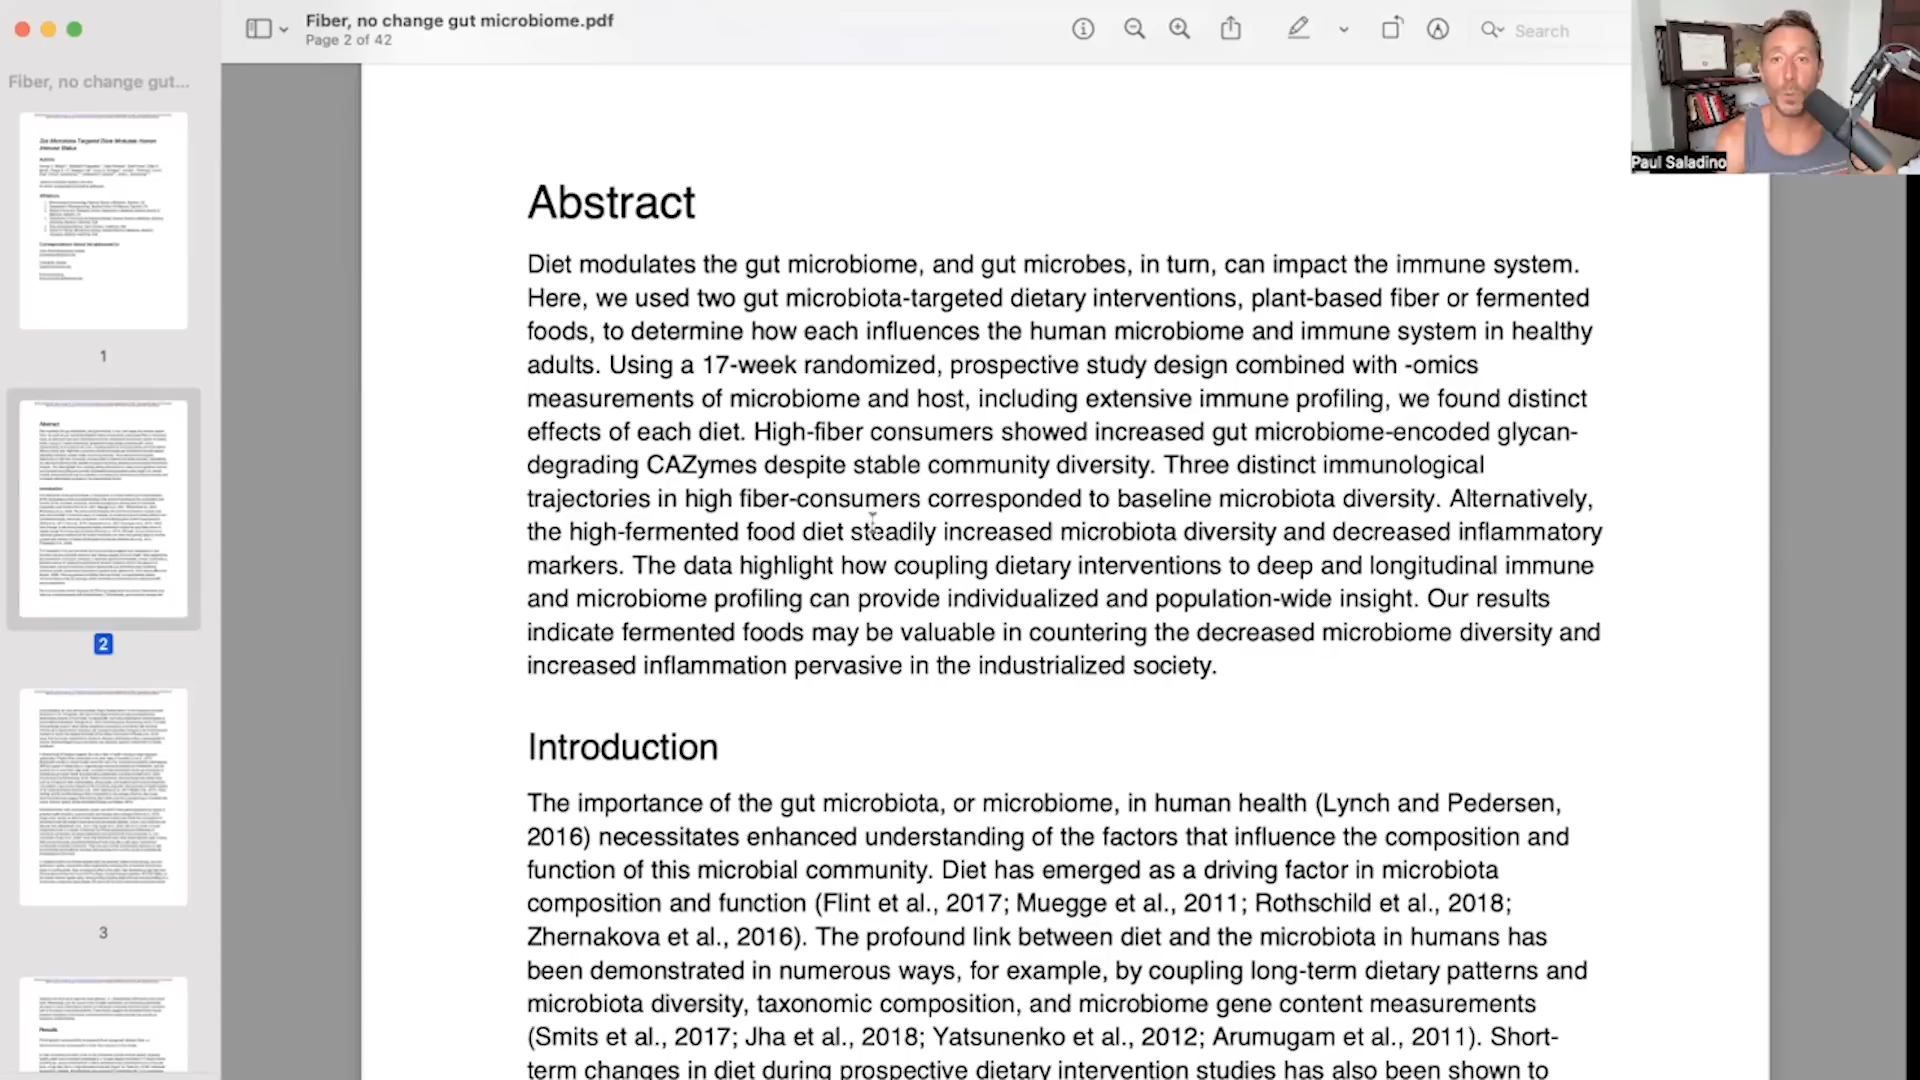 Fiber, no change gut microbiome.pdf
Page 2 of 42
Search
Paul Saladino
Fiber, no change gut...
1
2
3
Abstract
Diet modulates the gut microbiome, and gut microbes, in turn, can impact the immune system.
Here, we used two gut microbiota-targeted dietary interventions, plant-based fiber or fermented
foods, to determine how each influences the human microbiome and immune system in healthy
adults. Using a 17-week randomized, prospective study design combined with -omics
measurements of microbiome and host, including extensive immune profiling, we found distinct
effects of each diet. High-fiber consumers showed increased gut microbiome-encoded glycan-
degrading CAZymes despite stable community diversity. Three distinct immunological
trajectories in high fiber-consumers corresponded to baseline microbiota diversity. Alternatively,
the high-fermented food diet steadily increased microbiota diversity and decreased inflammatory
markers. The data highlight how coupling dietary interventions to deep and longitudinal immune
and microbiome profiling can provide individualized and population-wide insight. Our results
indicate fermented foods may be valuable in countering the decreased microbiome diversity and
increased inflammation pervasive in the industrialized society.
Introduction
The importance of the gut microbiota, or microbiome, in human health (Lynch and Pedersen,
2016) necessitates enhanced understanding of the factors that influence the composition and
function of this microbial community. Diet has emerged as a driving factor in microbiota
composition and function (Flint et al., 2017; Muegge et al., 2011; Rothschild et al., 2018;
Zhernakova et al., 2016). The profound link between diet and the microbiota in humans has
been demonstrated in numerous ways, for example, by coupling long-term dietary patterns and
microbiota diversity, taxonomic composition, and microbiome gene content measurements
(Smits et al., 2017; Jha et al., 2018; Yatsunenko et al., 2012; Arumugam et al., 2011). Short-
term changes in diet during prospective dietary intervention studies has also been shown to